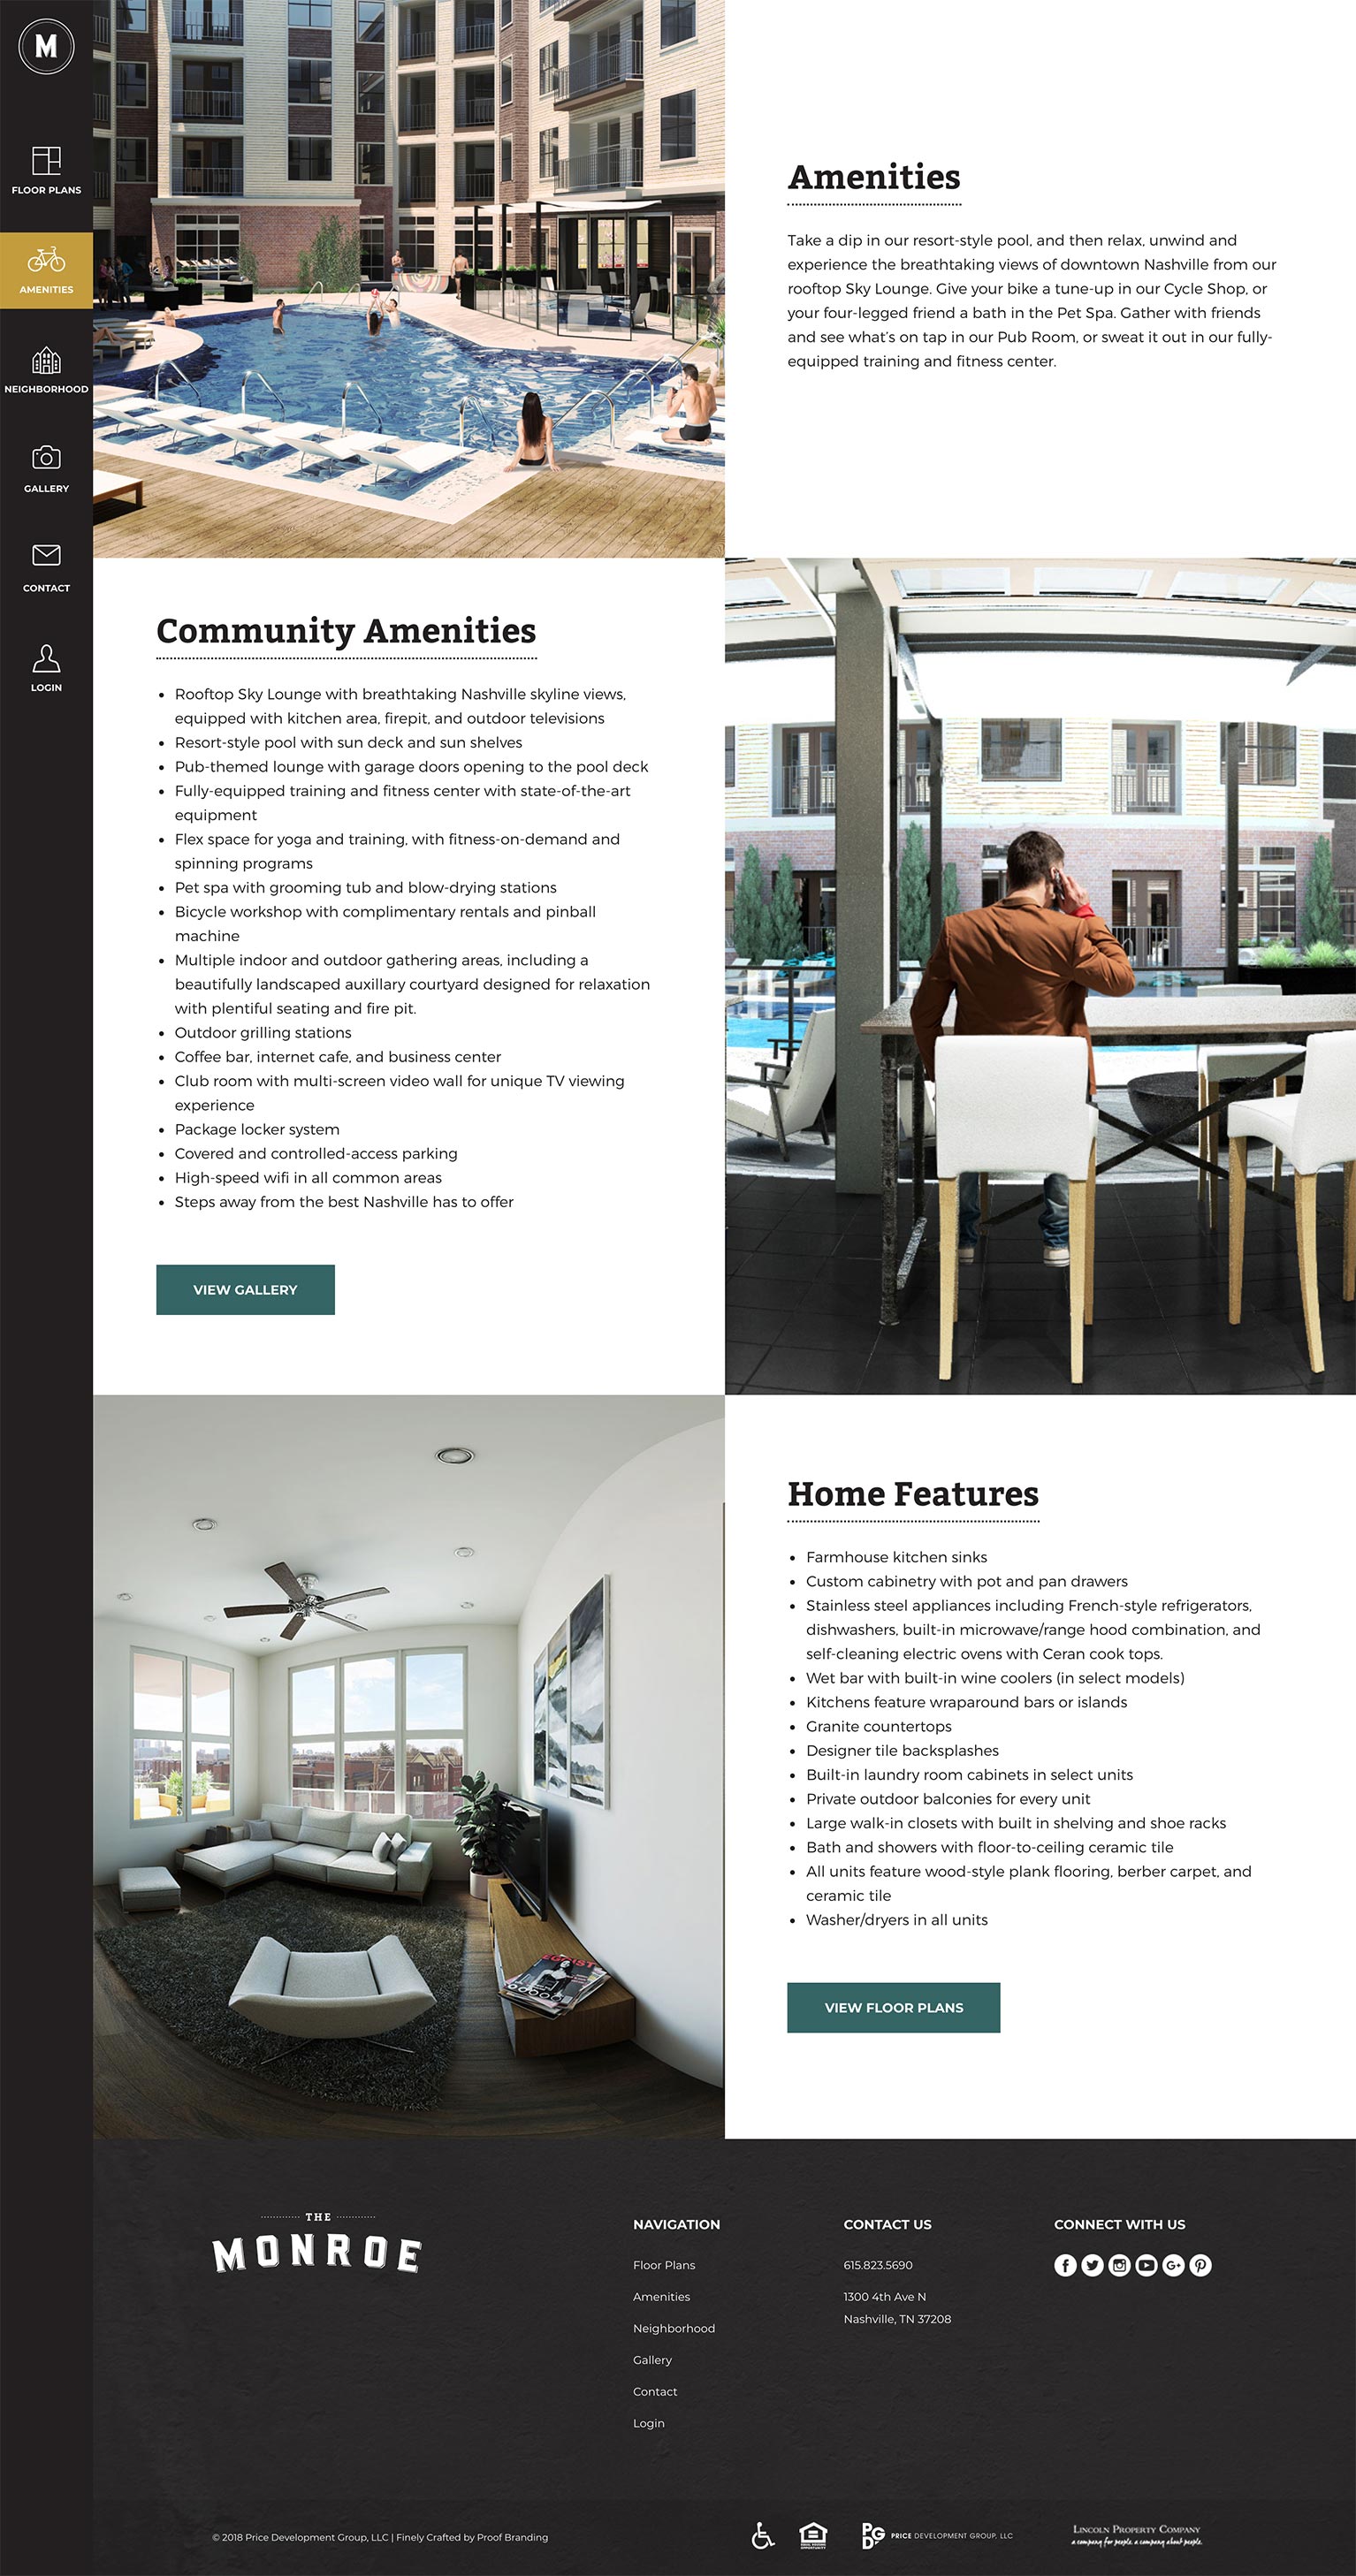 M
FLOOR PLANS
AMENITIES
NEIGHBORHOOD
GALLERY
CONTACT
LOGIN
Amenities
Take a dip in our resort-style pool, and then relax, unwind and
experience the breathtaking views of downtown Nashville from our
rooftop Sky Lounge. Give your bike a tune-up in our Cycle Shop, or
your four-legged friend a bath in the Pet Spa. Gather with friends
and see what's on tap in our Pub Room, or sweat it out in our fully-
equipped training and fitness center.
Community Amenities
• Rooftop Sky Lounge with breathtaking Nashville skyline views,
equipped with kitchen area, firepit, and outdoor televisions
• Resort-style pool with sun deck and sun shelves
• Pub-themed lounge with garage doors opening to the pool deck
• Fully-equipped training and fitness center with state-of-the-art
equipment
• Flex space for yoga and training, with fitness-on-demand and
spinning programs
• Pet spa with grooming tub and blow-drying stations
• Bicycle workshop with complimentary rentals and pinball
machine
• Multiple indoor and outdoor gathering areas, including a
beautifully landscaped auxillary courtyard designed for relaxation
with plentiful seating and fire pit.
• Outdoor grilling stations
• Coffee bar, internet cafe, and business center
• Club room with multi-screen video wall for unique TV viewing
experience
• Package locker system
• Covered and controlled-access parking
• High-speed wifi in all common areas
• Steps away from the best Nashville has to offer
VIEW GALLERY
Home Features
• Farmhouse kitchen sinks
• Custom cabinetry with pot and pan drawers
• Stainless steel appliances including French-style refrigerators,
dishwashers, built-in microwave/range hood combination, and
self-cleaning electric ovens with Ceran cook tops.
• Wet bar with built-in wine coolers (in select models)
• Kitchens feature wraparound bars or islands
• Granite countertops
• Designer tile backsplashes
• Built-in laundry room cabinets in select units
• Private outdoor balconies for every unit
• Large walk-in closets with built in shelving and shoe racks
• Bath and showers with floor-to-ceiling ceramic tile
• All units feature wood-style plank flooring, berber carpet, and
ceramic tile
• Washer/dryers in all units
VIEW FLOOR PLANS
THE
MONROE
NAVIGATION
Floor Plans
Amenities
Neighborhood
Gallery
Contact
Login
CONTACT US
615.823.5690
1300 4th Ave N
Nashville, TN 37208
CONNECT WITH US
© 2018 Price Development Group, LLC | Finely Crafted by Proof Branding
EQUAL HOUSING
OPPORTUNITY
PDG PRICE DEVELOPMENT GROUP, LLC
LINCOLN PROPERTY COMPANY
a company for people. a company about people.